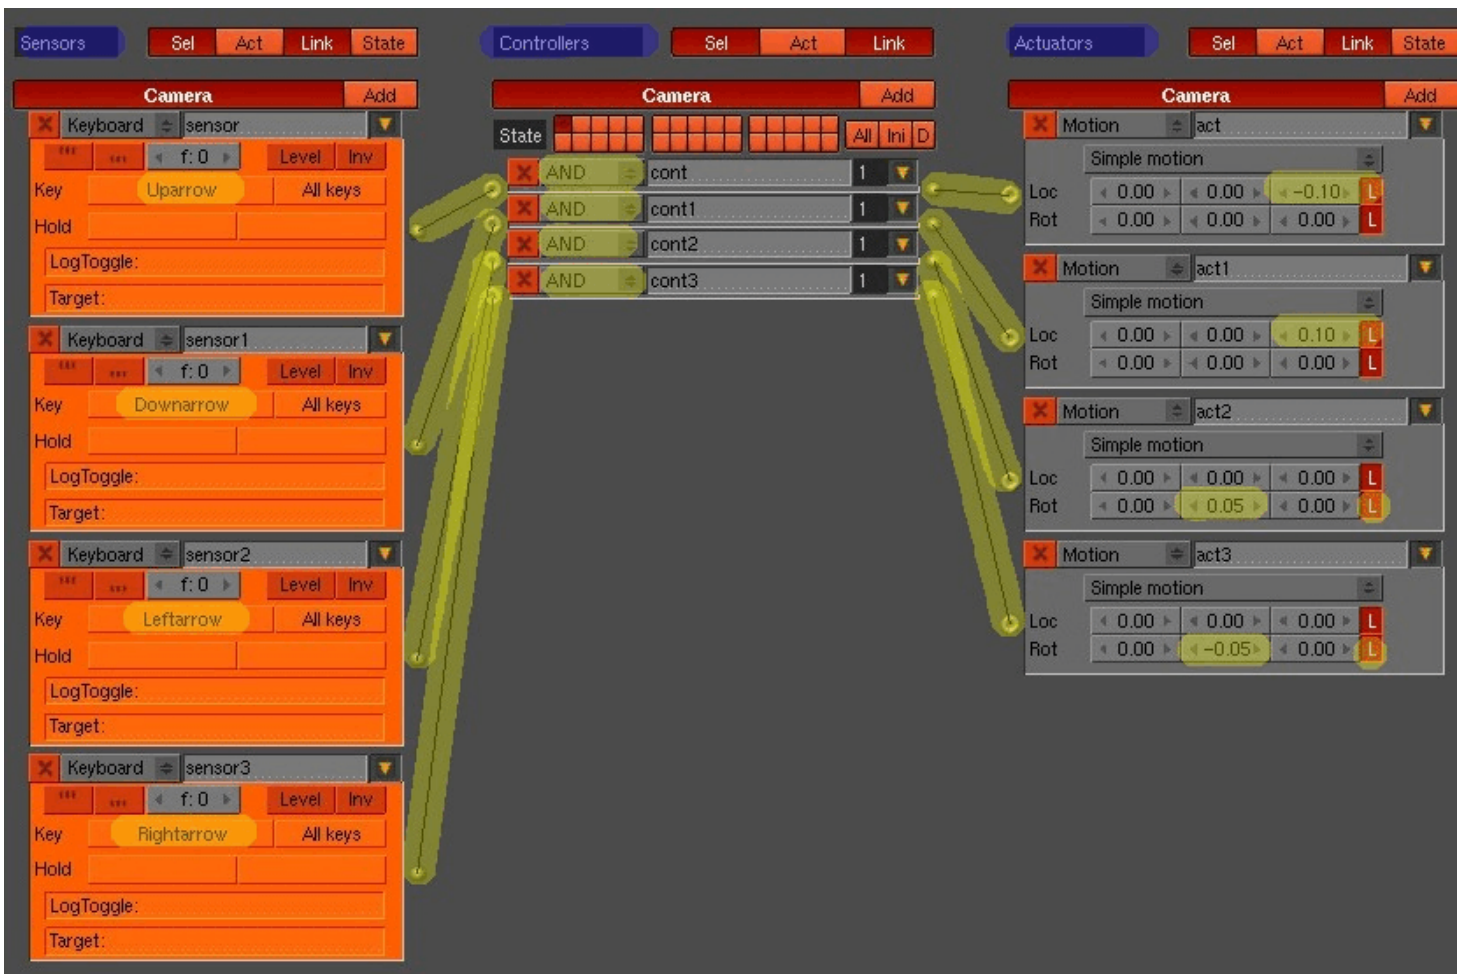 Sensors Sel Act Link State
Camera Add
Keyboard sensor
f: 0 Level Inv
Key Uparrow All keys
Hold
LogToggle:
Target:
Keyboard sensor1
f: 0 Level Inv
Key Downarrow All keys
Hold
LogToggle:
Target:
Keyboard sensor2
f: 0 Level Inv
Key Leftarrow All keys
Hold
LogToggle:
Target:
Keyboard sensor3
f: 0 Level Inv
Key Rightarrow All keys
Hold
LogToggle:
Target:
Controllers Sel Act Link
Camera Add
State All Ini D
AND cont 1
AND cont1 1
AND cont2 1
AND cont3 1
Actuators Sel Act Link State
Camera Add
Motion act
Simple motion
Loc 0.00 0.00 -0.10 L
Rot 0.00 0.00 0.00 L
Motion act1
Simple motion
Loc 0.00 0.00 0.10 L
Rot 0.00 0.00 0.00 L
Motion act2
Simple motion
Loc 0.00 0.00 0.00 L
Rot 0.00 0.05 0.00 L
Motion act3
Simple motion
Loc 0.00 0.00 0.00 L
Rot 0.00 -0.05 0.00 L